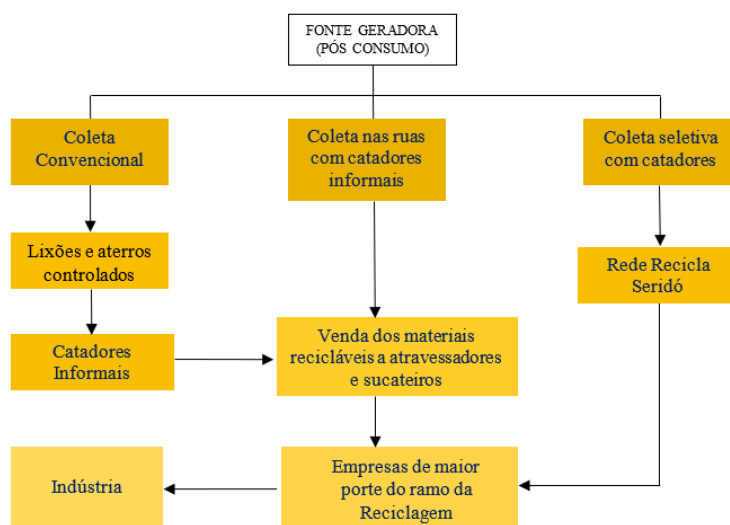 FONTE GERADORA
(PÓS CONSUMO)
Coleta
Convencional
Coleta nas ruas
com catadores
informais
Coleta seletiva
com catadores
Lixões e aterros
controlados
Rede Recicla
Seridó
Catadores
Informais
Venda dos materiais
recicláveis a atravessadores
e sucateiros
Indústria
Empresas de maior
porte do ramo da
Reciclagem